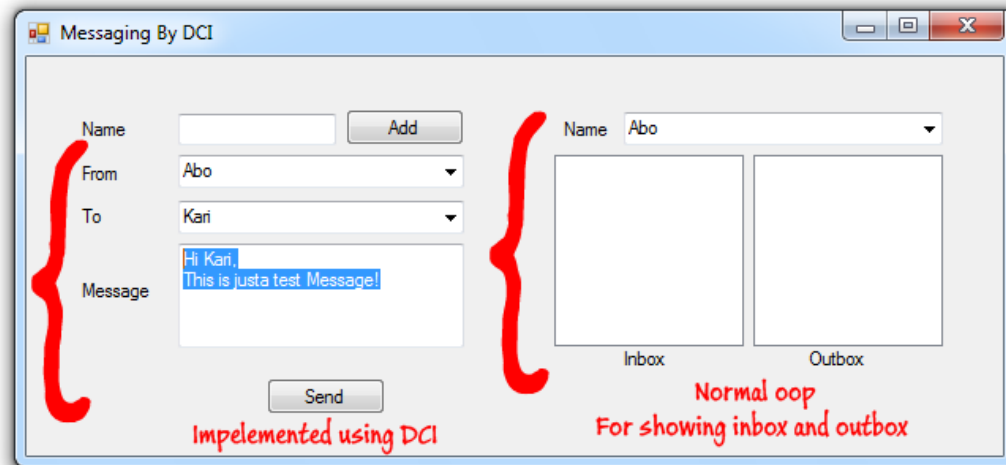 Messaging By DCI
Name
Add
From
Abo
To
Kari
Message
Hi Kari,
This is justa test Message!
Send
Impelemented using DCI
Name
Abo
Inbox
Outbox
Normal oop
For showing inbox and outbox